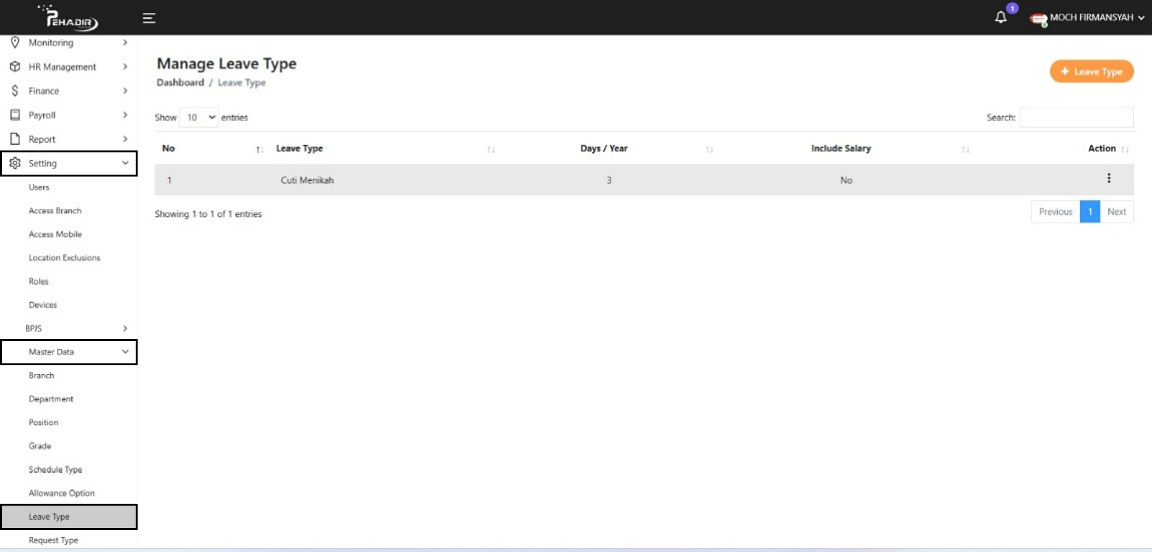 PEHADIR
1
MOCH FIRMANSYAH
Monitoring
HR Management
Finance
Payroll
Report
Setting
Users
Access Branch
Access Mobile
Location Exclusions
Roles
Devices
BPJS
Master Data
Branch
Department
Position
Grade
Schedule Type
Allowance Option
Leave Type
Request Type
Manage Leave Type
Dashboard / Leave Type
+ Leave Type
Show 10 entries
Search:
No Leave Type Days / Year Include Salary Action
1 Cuti Menikah 3 No
Showing 1 to 1 of 1 entries
Previous 1 Next